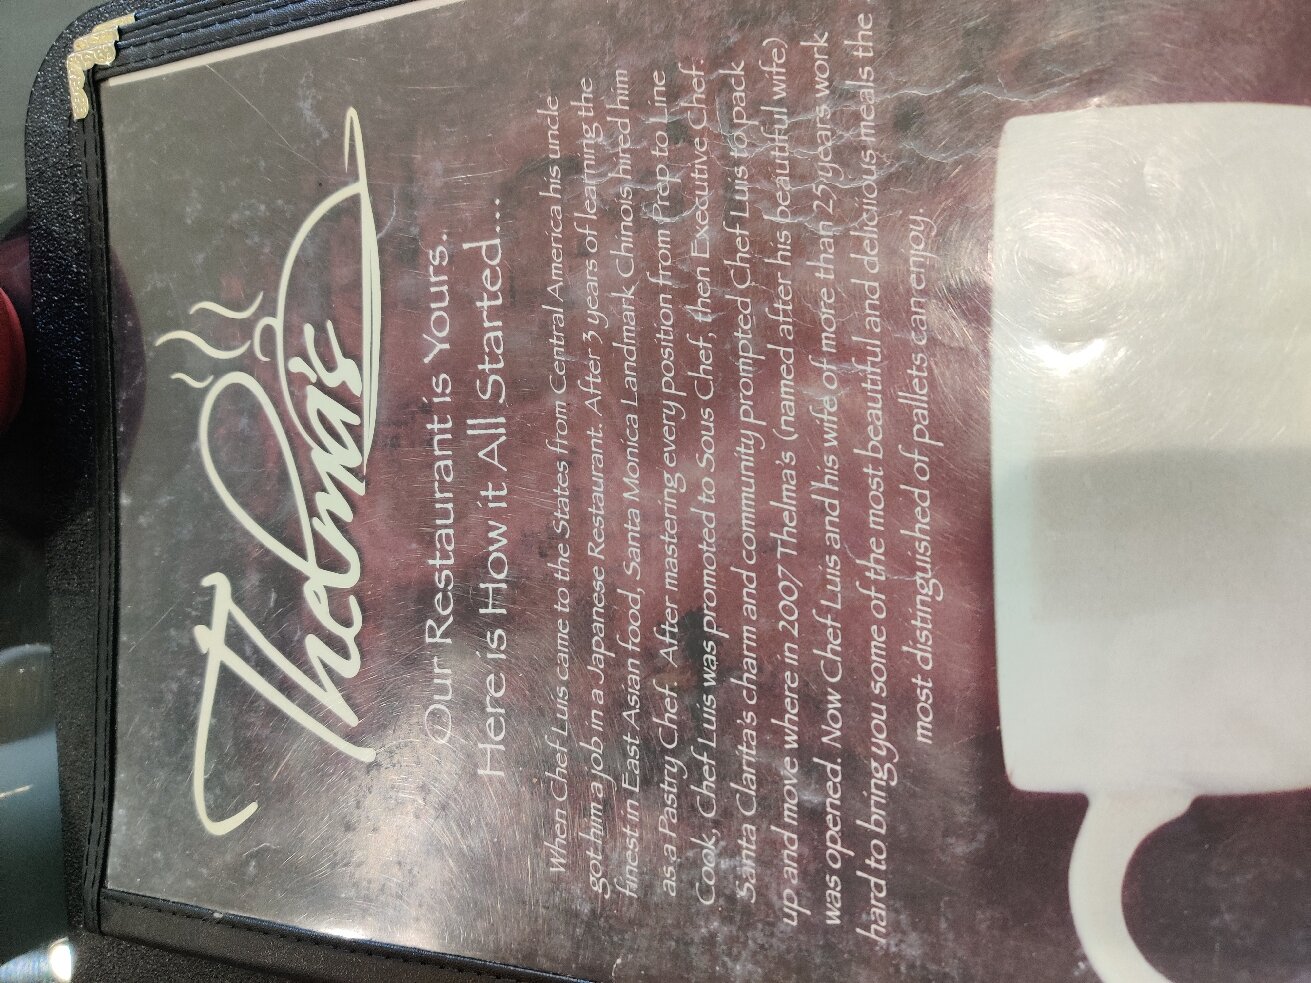 Thelma's
Our Restaurant is Yours..
Here is How it All Started...
When Chef Luis came to the States from Central America his uncle
got him a job in a Japanese Restaurant. After 3 years of learning the
finest in East Asian food, Santa Monica Landmark Chinois hired him
as a Pastry Chef. After mastering every position from Prep to Line
Cook, Chef Luis was promoted to Sous Chef, then Executive Chef.
Santa Clarita's charm and community prompted Chef Luis to pack
up and move where in 2007 Thelma's (named after his beautiful wife)
was opened. Now Chef Luis and his wife of more than 25 years work
hard to bring you some of the most beautiful and delicious meals the
most distinguished of pallets can enjoy.